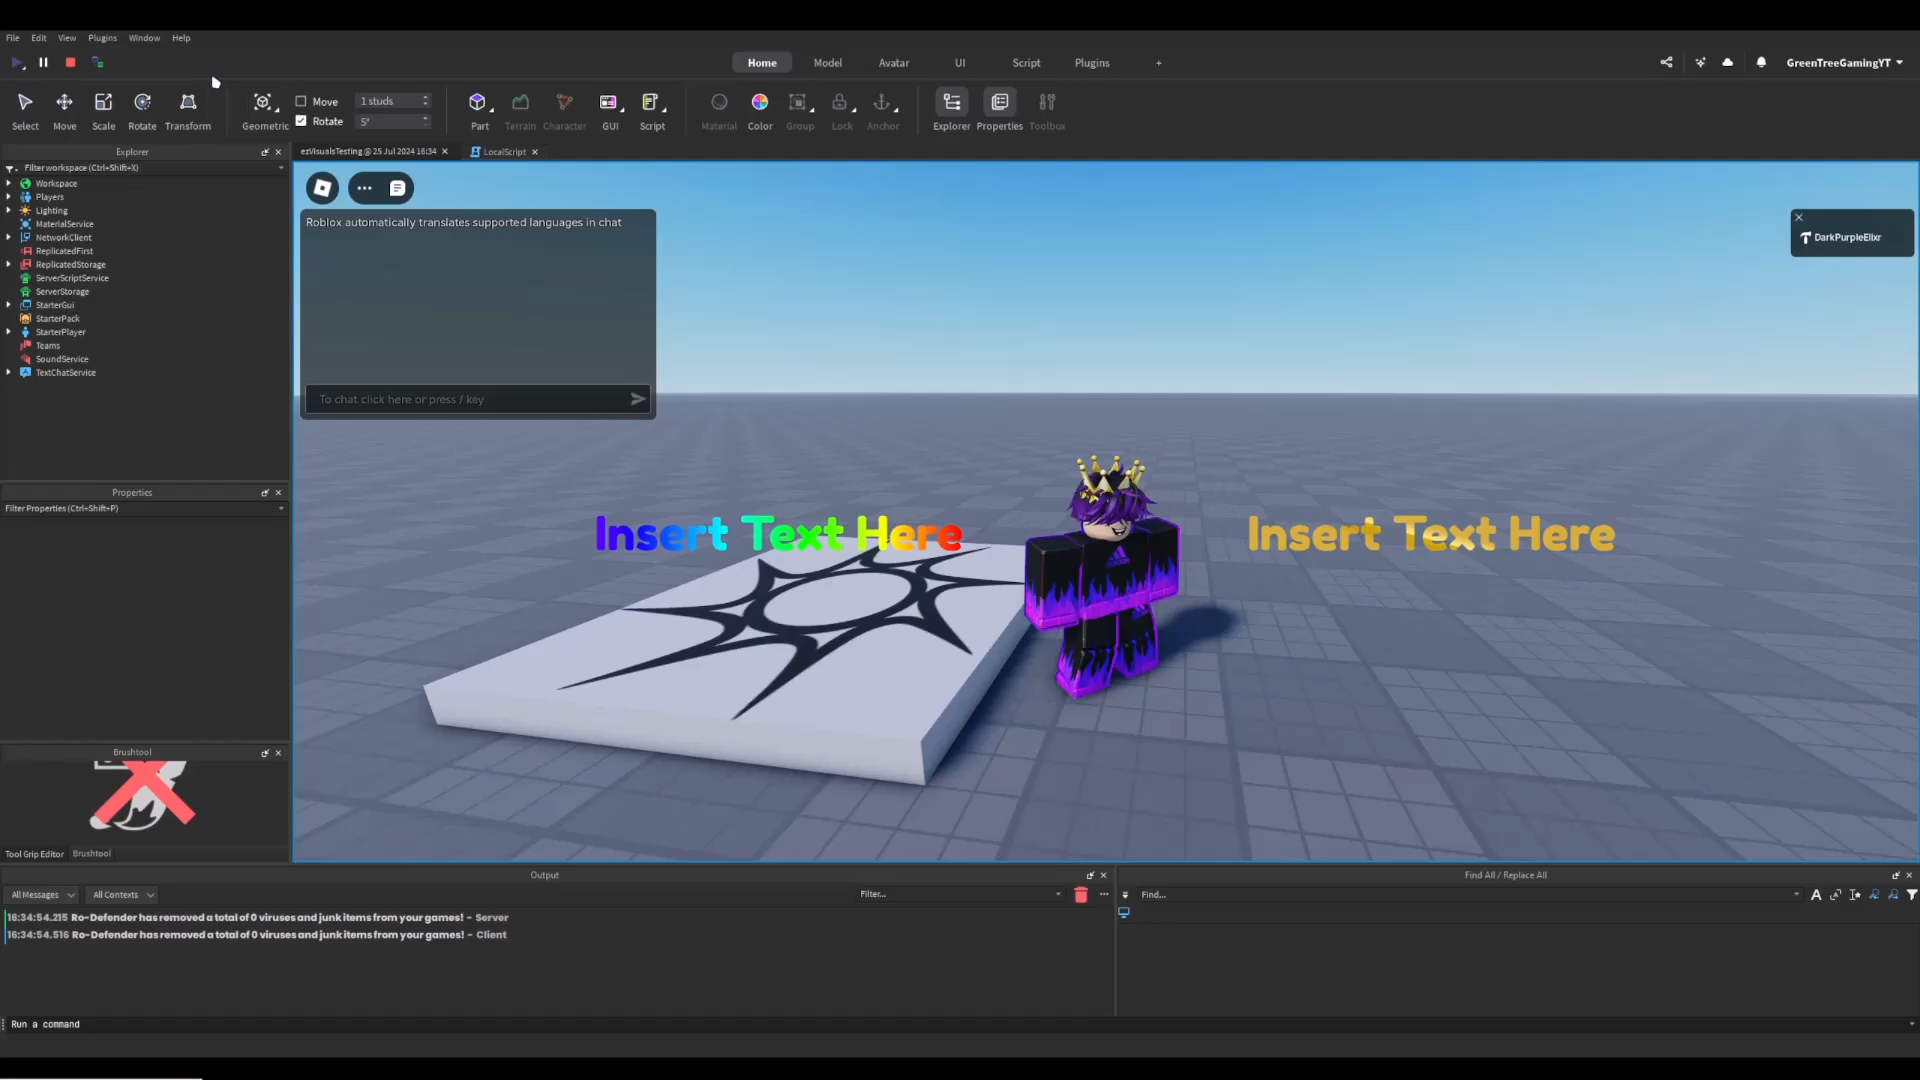 File Edit View Plugins Window Help
Home Model Avatar UI Script Plugins +
GreenTreeGamingYT
Select Move Scale Rotate Transform
Geometric
Move 1 studs
Rotate 5°
Part Terrain Character GUI Script
Material Color Group Lock Anchor
Explorer Properties Toolbox
Explorer
Filter workspace (Ctrl+Shift+X)
Workspace
Players
Lighting
MaterialService
NetworkClient
ReplicatedFirst
ReplicatedStorage
ServerScriptService
ServerStorage
StarterGui
StarterPack
StarterPlayer
Teams
SoundService
TextChatService
Properties
Filter Properties (Ctrl+Shift+P)
Brushtool
Tool Grip Editor Brushtool
ezVisualsTesting @ 25 Jul 2024 16:34
LocalScript
Roblox automatically translates supported languages in chat
To chat click here or press / key
DarkPurpleElixr
Insert Text Here
Insert Text Here
Output
All Messages All Contexts Filter...
16:34:54.215 Ro-Defender has removed a total of 0 viruses and junk items from your games! - Server
16:34:54.516 Ro-Defender has removed a total of 0 viruses and junk items from your games! - Client
Find All / Replace All
Find...
Run a command